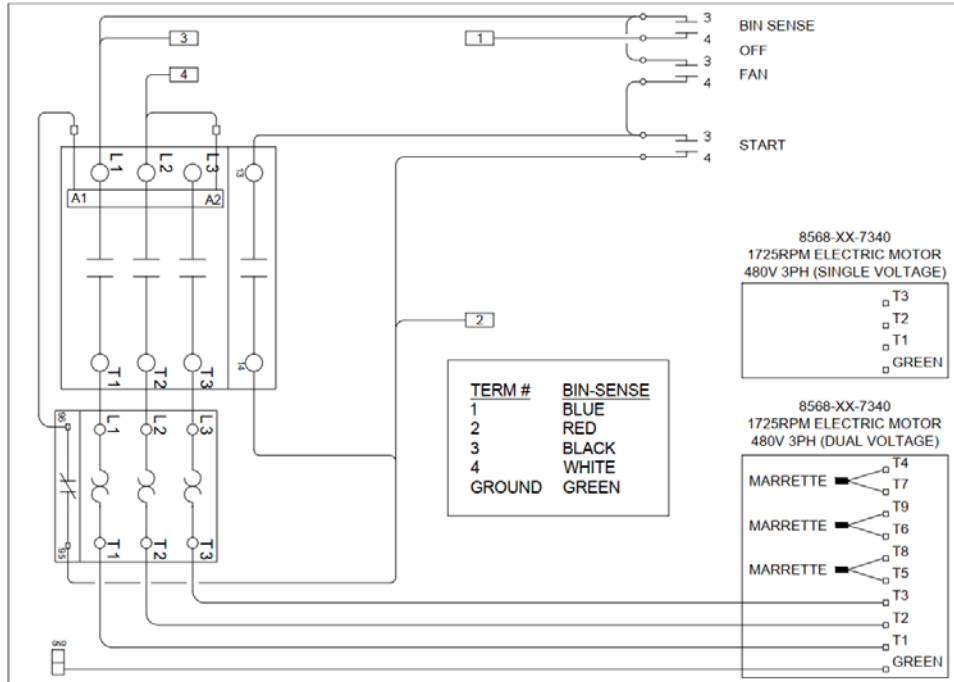 3
1
3
4
BIN SENSE
OFF
3
4
FAN
4
3
4
START
L1
L2
L3
13
A1
A2
T1
T2
T3
14
2
96
L1
L2
L3
95
T1
T2
T3
GND
TERM # BIN-SENSE
1 BLUE
2 RED
3 BLACK
4 WHITE
GROUND GREEN
8568-XX-7340
1725RPM ELECTRIC MOTOR
480V 3PH (SINGLE VOLTAGE)
T3
T2
T1
GREEN
8568-XX-7340
1725RPM ELECTRIC MOTOR
480V 3PH (DUAL VOLTAGE)
T4
MARRETTE
T7
T9
MARRETTE
T6
T8
MARRETTE
T5
T3
T2
T1
GREEN